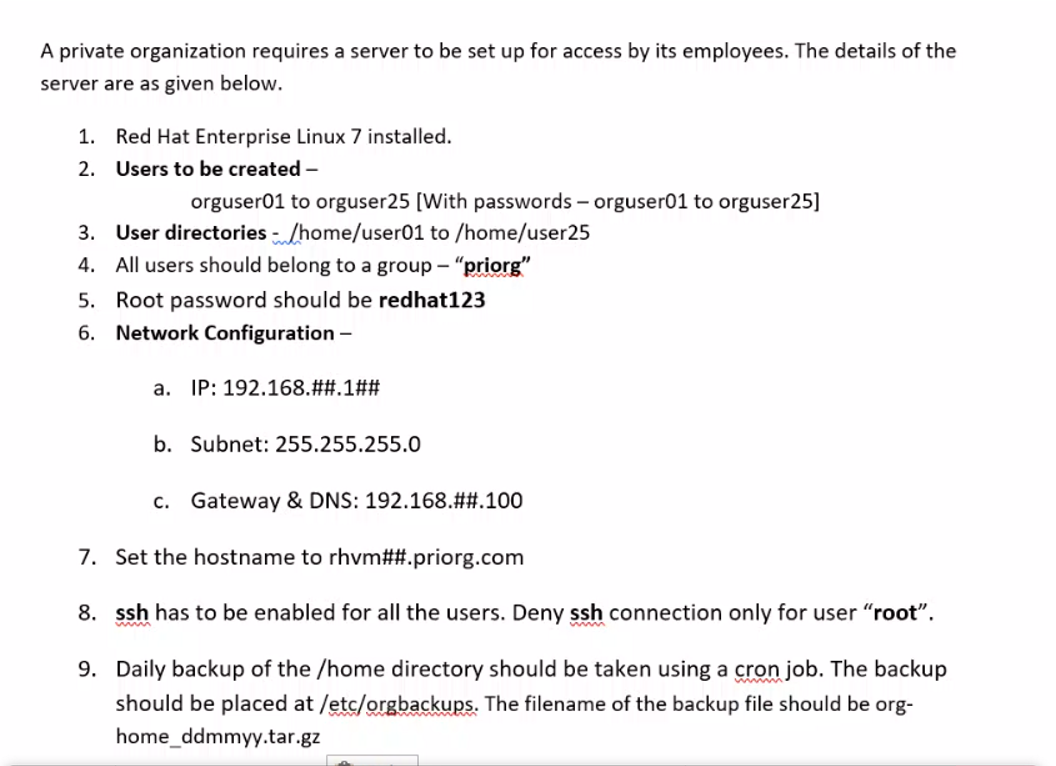 A private organization requires a server to be set up for access by its employees. The details of the
server are as given below.
1. Red Hat Enterprise Linux 7 installed.
2. Users to be created –
orguser01 to orguser25 [With passwords – orguser01 to orguser25]
3. User directories - /home/user01 to /home/user25
4. All users should belong to a group – “priorg”
5. Root password should be redhat123
6. Network Configuration –
a. IP: 192.168.##.1##
b. Subnet: 255.255.255.0
c. Gateway & DNS: 192.168.##.100
7. Set the hostname to rhvm##.priorg.com
8. ssh has to be enabled for all the users. Deny ssh connection only for user “root”.
9. Daily backup of the /home directory should be taken using a cron job. The backup
should be placed at /etc/orgbackups. The filename of the backup file should be org-
home_ddmmyy.tar.gz